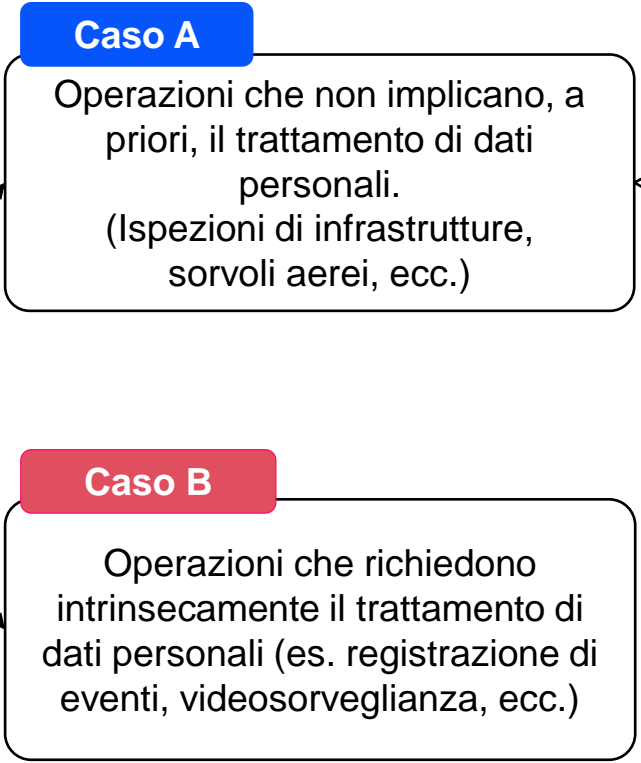 Caso A
Operazioni che non implicano, a
priori, il trattamento di dati
personali.
(Ispezioni di infrastrutture,
sorvoli aerei, ecc.)
Caso B
Operazioni che richiedono
intrinsecamente il trattamento di
dati personali (es. registrazione di
eventi, videosorveglianza, ecc.)